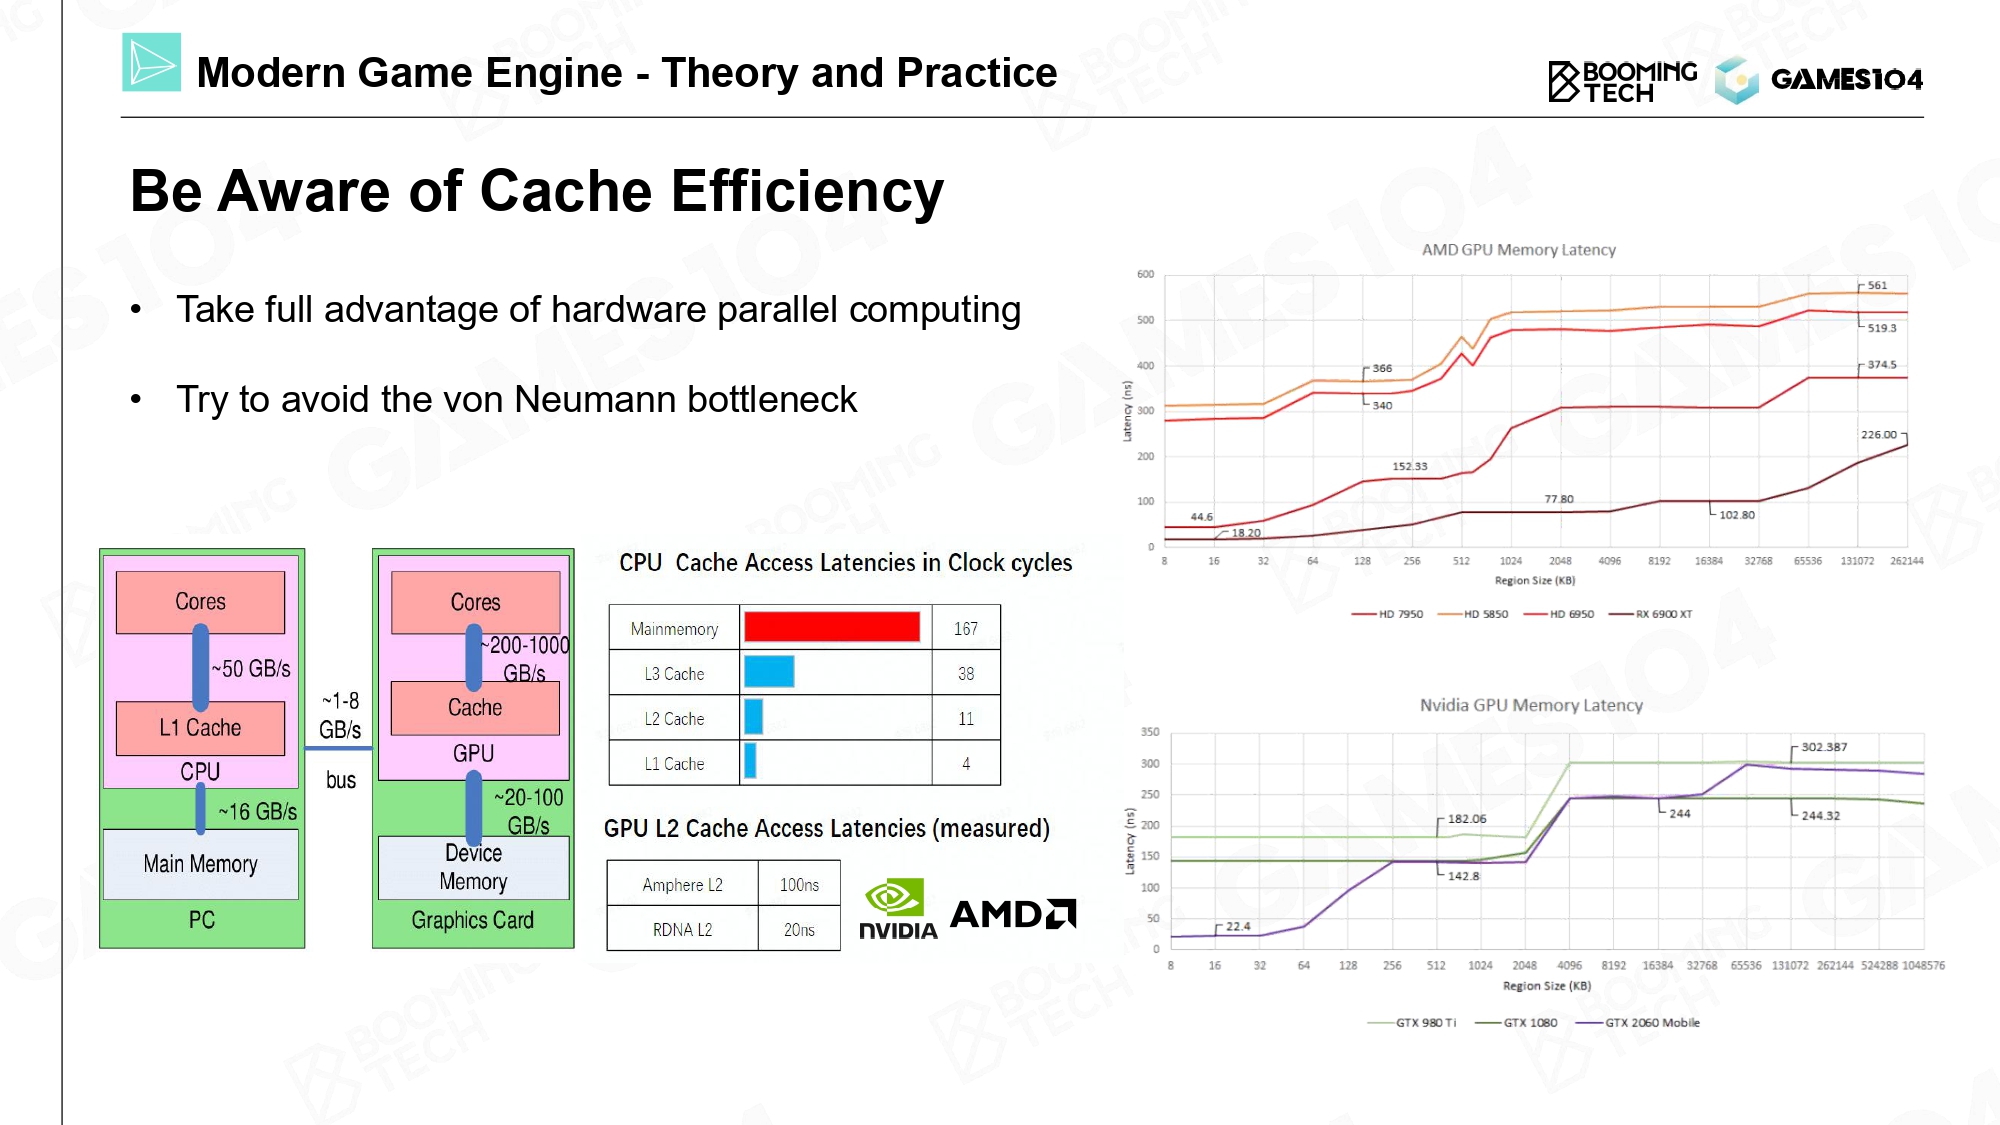 Modern Game Engine - Theory and Practice
BOOMING
TECH
GAMES104
Be Aware of Cache Efficiency
• Take full advantage of hardware parallel computing
• Try to avoid the von Neumann bottleneck
Cores
~50 GB/s
L1 Cache
CPU
~16 GB/s
Main Memory
PC
~1-8
GB/s
bus
Cores
~200-1000
GB/s
Cache
GPU
~20-100
GB/s
Device
Memory
Graphics Card
CPU Cache Access Latencies in Clock cycles
Mainmemory 167
L3 Cache 38
L2 Cache 11
L1 Cache 4
GPU L2 Cache Access Latencies (measured)
Amphere L2 100ns
RDNA L2 20ns
NVIDIA
AMD
AMD GPU Memory Latency
Latency (ns)
600
500
400
300
200
100
0
561
519.3
374.5
366
340
226.00
152.33
77.80
102.80
44.6
18.20
8 16 32 64 128 256 512 1024 2048 4096 8192 16384 32768 65536 131072 262144
Region Size (KB)
HD 7950 HD 5850 HD 6950 RX 6900 XT
Nvidia GPU Memory Latency
Latency (ns)
350
300
250
200
150
100
50
0
302.387
182.06
244
244.32
142.8
22.4
8 16 32 64 128 256 512 1024 2048 4096 8192 16384 32768 65536 131072 262144 524288 1048576
Region Size (KB)
GTX 980 Ti GTX 1080 GTX 2060 Mobile